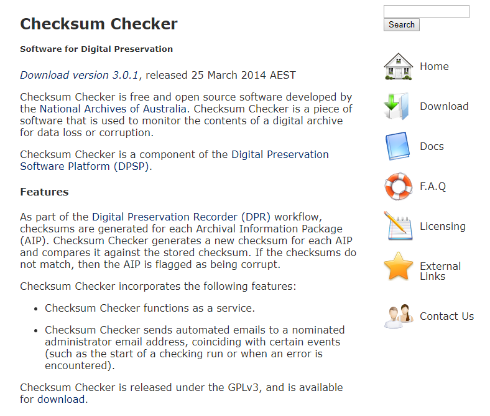 Checksum Checker
Software for Digital Preservation
Download version 3.0.1, released 25 March 2014 AEST
Checksum Checker is free and open source software developed by
the National Archives of Australia. Checksum Checker is a piece of
software that is used to monitor the contents of a digital archive
for data loss or corruption.
Checksum Checker is a component of the Digital Preservation
Software Platform (DPSP).
Features
As part of the Digital Preservation Recorder (DPR) workflow,
checksums are generated for each Archival Information Package
(AIP). Checksum Checker generates a new checksum for each AIP
and compares it against the stored checksum. If the checksums
do not match, then the AIP is flagged as being corrupt.
Checksum Checker incorporates the following features:
• Checksum Checker functions as a service.
• Checksum Checker sends automated emails to a nominated
administrator email address, coinciding with certain events
(such as the start of a checking run or when an error is
encountered).
Checksum Checker is released under the GPLv3, and is available
for download.
Search
Home
Download
Docs
F.A.Q
Licensing
External
Links
Contact Us